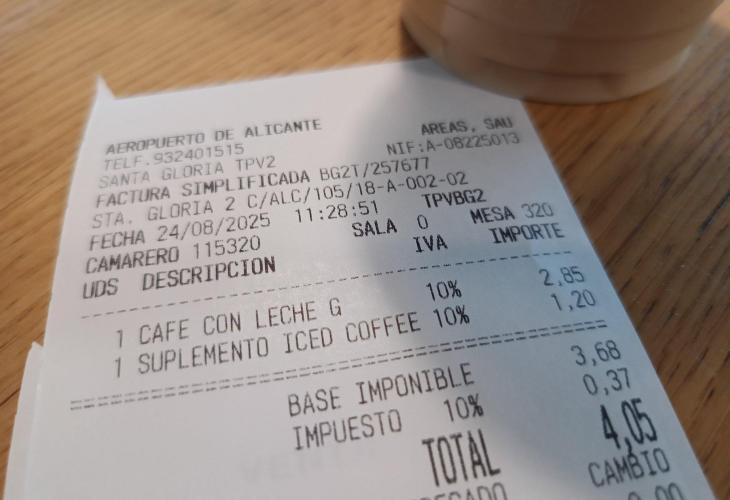 AEROPUERTO DE ALICANTE AREAS, SAU
TELF.932401515 NIF:A-08225013
SANTA GLORIA TPV2
FACTURA SIMPLIFICADA BG2T/257677
STA. GLORIA 2 C/ALC/105/18-A-002-02
FECHA 24/08/2025 11:28:51 TPVBG2
CAMARERO 115320 SALA 0 MESA 320
UDS DESCRIPCION IVA IMPORTE
1 CAFE CON LECHE G 10% 2,85
1 SUPLEMENTO ICED COFFEE 10% 1,20
BASE IMPONIBLE 3,68
IMPUESTO 10% 0,37
TOTAL 4,05
CAMBIO